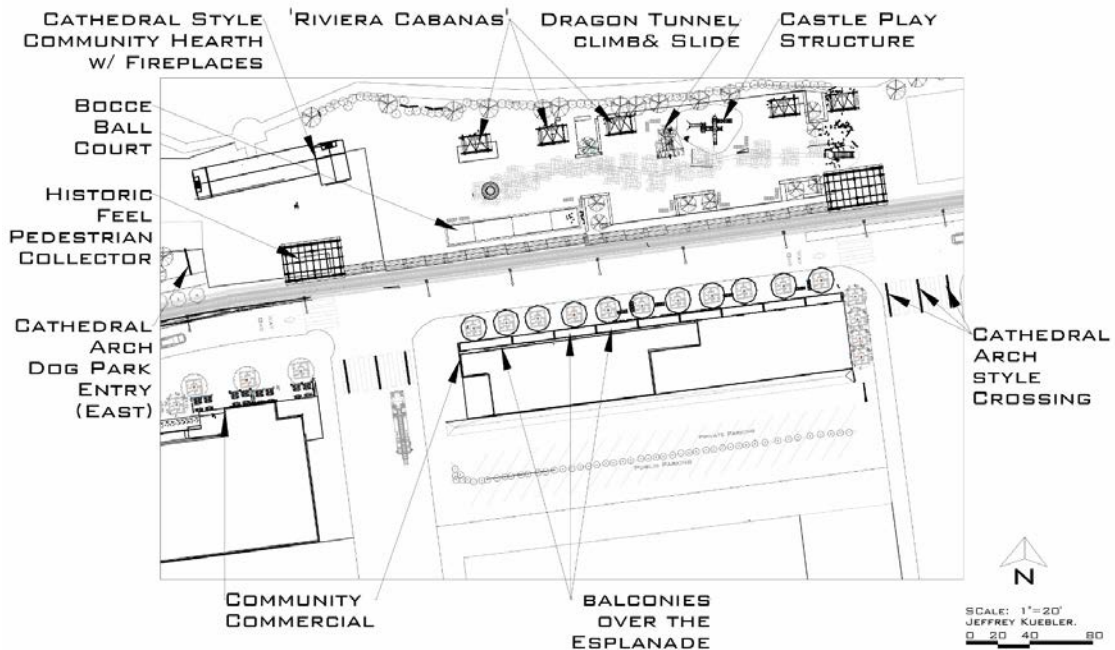 Cathedral Style
Community Hearth
w/ Fireplaces
'Riviera Cabanas'
Dragon Tunnel
climb& Slide
Castle Play
Structure
Bocce
Ball
Court
Historic
Feel
Pedestrian
Collector
Cathedral
Arch
Dog Park
Entry
(East)
Cathedral
Arch
style
Crossing
Private Parking
Public Parking
Community
Commercial
balconies
over the
Esplanade
N
Scale: 1"=20'
Jeffrey Kuebler.
0 20 40 80